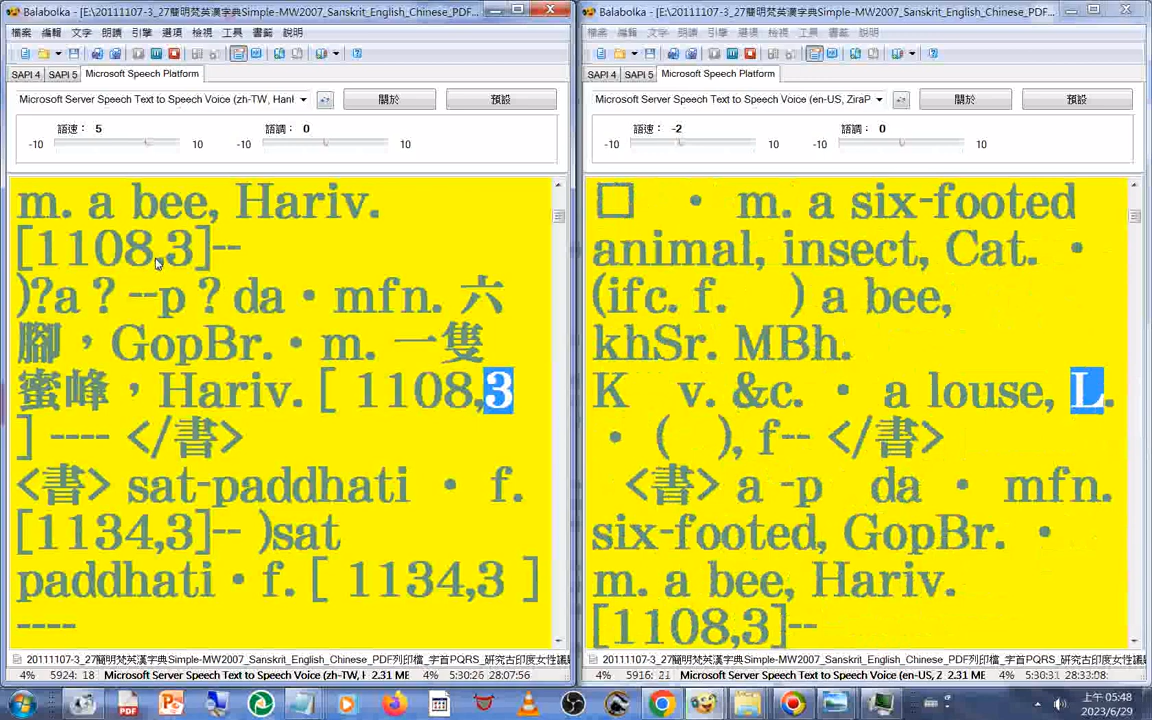 Balabolka - [E:\20111107-3_27簡明梵英漢字典Simple-MW2007_Sanskrit_English_Chinese_PDF...
檔案 編輯 文字 朗讀 引擎 選項 檢視 工具 書籤 說明
SAPI 4 SAPI 5 Microsoft Speech Platform
Microsoft Server Speech Text to Speech Voice (zh-TW, Hanl
關於 預設
語速： 5 語調： 0
-10 10 -10 10
m. a bee, Hariv.
[1108,3]--
)?a ? --p ? da • mfn. 六
腳，GopBr. • m. 一隻
蜜峰，Hariv. [ 1108,3
] ---- </書>
<書> sat-paddhati • f.
[1134,3]-- )sat
paddhati • f. [ 1134,3 ]
----
20111107-3_27簡明梵英漢字典Simple-MW2007_Sanskrit_English_Chinese_PDF列印檔_字首PQRS_研究古印度女性議
4% 5924: 18 Microsoft Server Speech Text to Speech Voice (zh-TW, H 2.31 ME 5:30:26 28:07:56
Balabolka - [E:\20111107-3_27簡明梵英漢字典Simple-MW2007_Sanskrit_English_Chinese_PDF...
檔案 編輯 文字 朗讀 引擎 選項 檢視 工具 書籤 說明
SAPI 4 SAPI 5 Microsoft Speech Platform
Microsoft Server Speech Text to Speech Voice (en-US, ZiraP
關於 預設
語速： -2 語調： 0
-10 10 -10 10
□ • m. a six-footed
animal, insect, Cat. •
(ifc. f. ) a bee,
khSr. MBh.
K v. &c. • a louse, L.
• ( ), f-- </書>
<書> a -p da • mfn.
six-footed, GopBr. •
m. a bee, Hariv.
[1108,3]--
20111107-3_27簡明梵英漢字典Simple-MW2007_Sanskrit_English_Chinese_PDF列印檔_字首PQRS_研究古印度女性議
4% 5916: 21 Microsoft Server Speech Text to Speech Voice (en-US, Z 2.31 ME 5:30:31 28:33:08
PDF
上午 05:48
2023/6/29